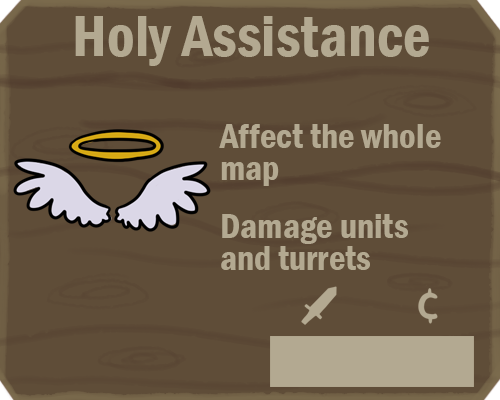 Holy Assistance
Affect the whole
map
Damage units
and turrets
¢